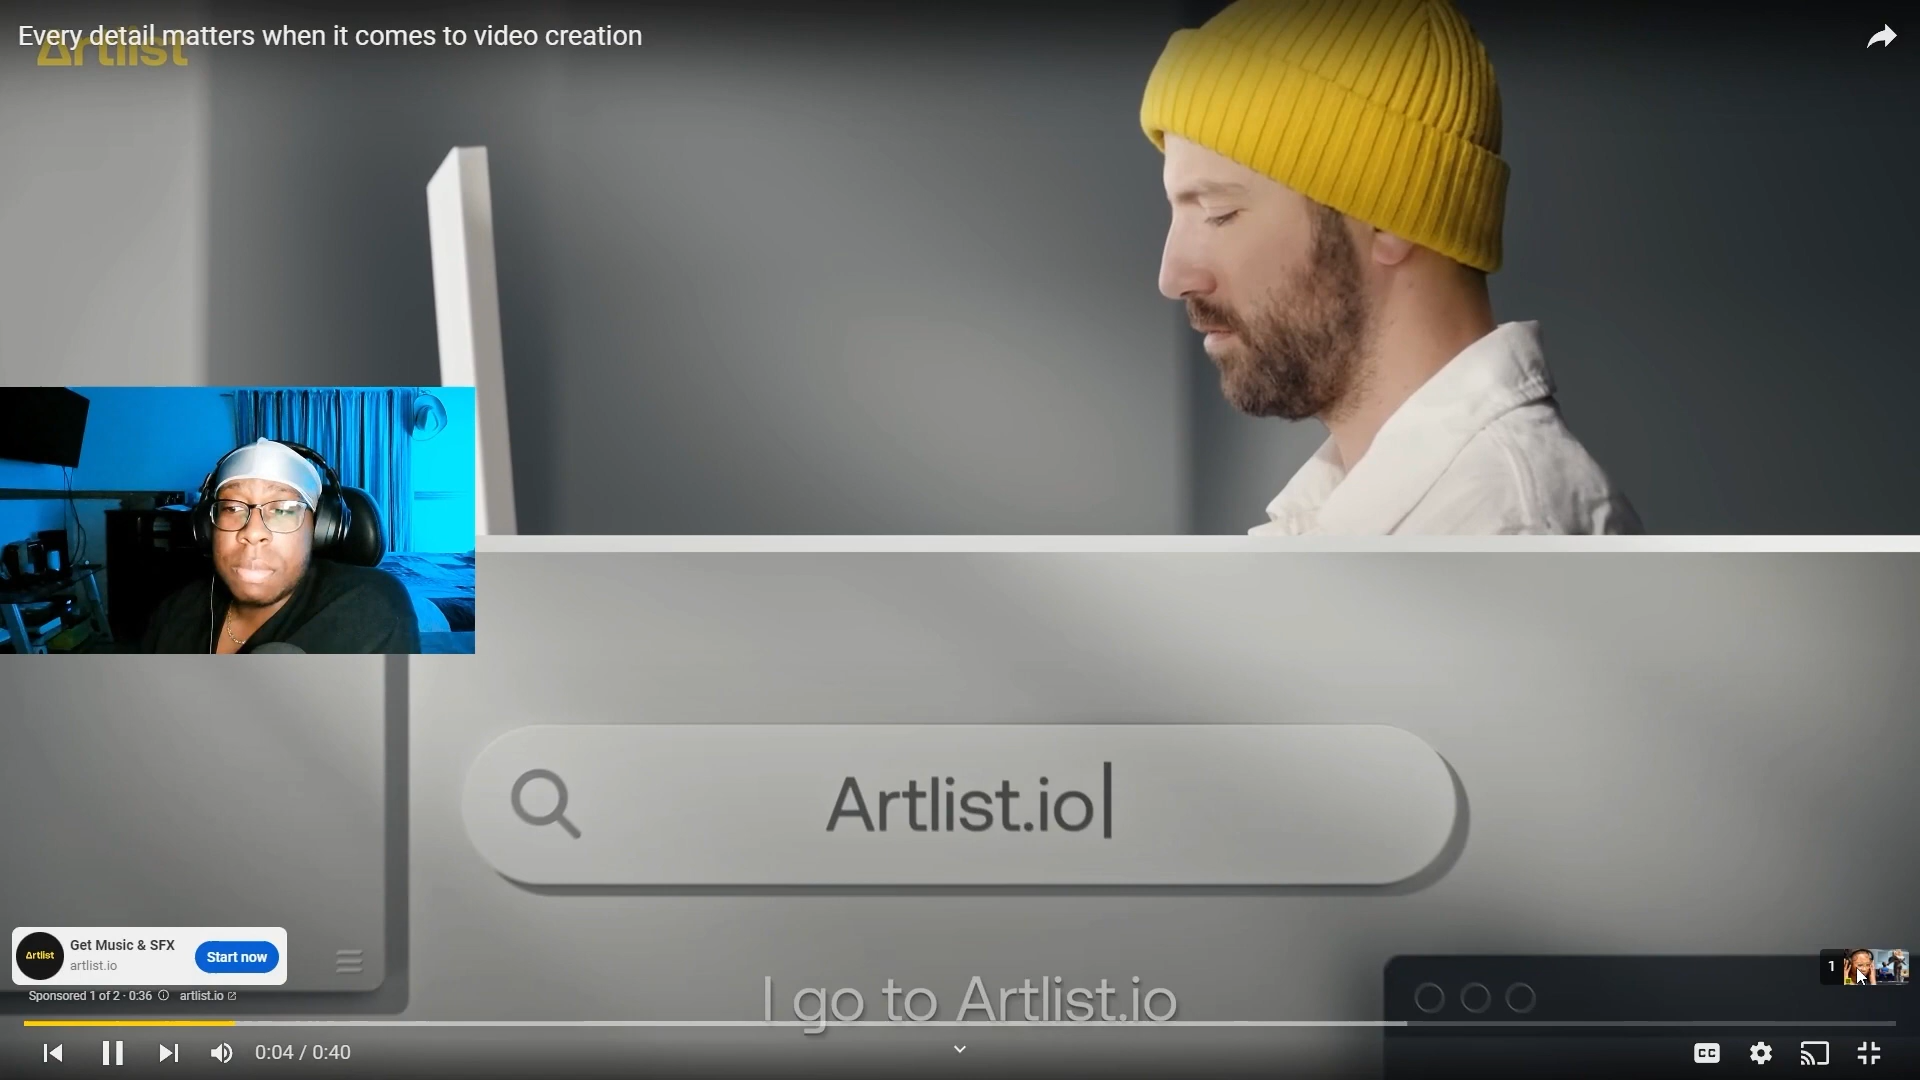 Every detail matters when it comes to video creation
Artlist
Artlist.io
Artlist
Get Music & SFX
artlist.io
Start now
Sponsored 1 of 2 · 0:36
artlist.io
I go to Artlist.io
1
0:04 / 0:40
CC